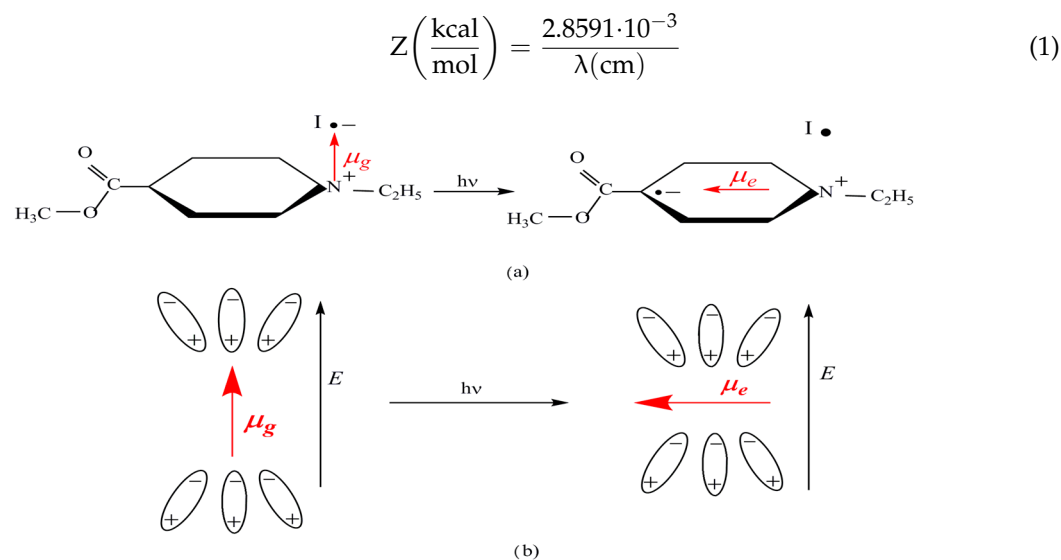 Z(kcal/mol) = 2.8591·10⁻³/λ(cm) (1)
I •− I •
O μg O μe
C N⁺ C₂H₅ hν C •− N⁺ C₂H₅
H₃C O H₃C O
(a)
− − − − − −
+ + + E + + + E
μg hν μe
− − − − − −
+ + + + + +
(b)